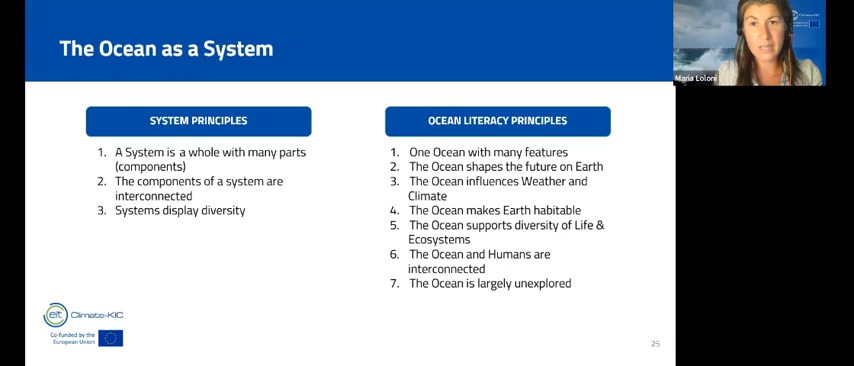 The Ocean as a System
Maria Loloni
SYSTEM PRINCIPLES
1. A System is a whole with many parts
(components)
2. The components of a system are
interconnected
3. Systems display diversity
OCEAN LITERACY PRINCIPLES
1. One Ocean with many features
2. The Ocean shapes the future on Earth
3. The Ocean influences Weather and
Climate
4. The Ocean makes Earth habitable
5. The Ocean supports diversity of Life &
Ecosystems
6. The Ocean and Humans are
interconnected
7. The Ocean is largely unexplored
eit Climate-KIC
Co-funded by the
European Union
25
Climate-KIC